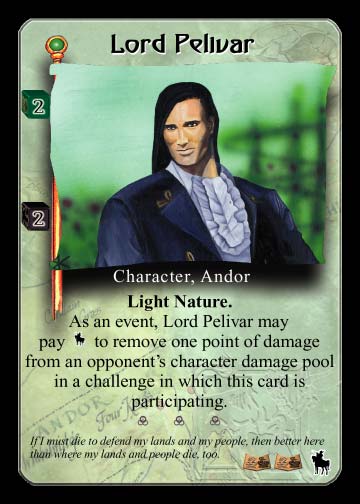 Lord Pelivar
2
2
Character, Andor
Light Nature.
As an event, Lord Pelivar may
pay to remove one point of damage
from an opponent's character damage pool
in a challenge in which this card is
participating.
If I must die to defend my lands and my people, then better here
than where my lands and people die, too.